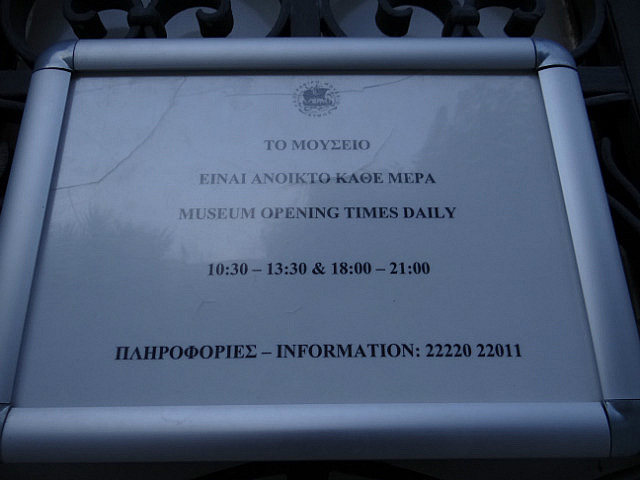 ΤΟ ΜΟΥΣΕΙΟ
ΕΙΝΑΙ ΑΝΟΙΚΤΟ ΚΑΘΕ ΜΕΡΑ
MUSEUM OPENING TIMES DAILY
10:30 – 13:30 & 18:00 – 21:00
ΠΛΗΡΟΦΟΡΙΕΣ – INFORMATION: 22220 22011